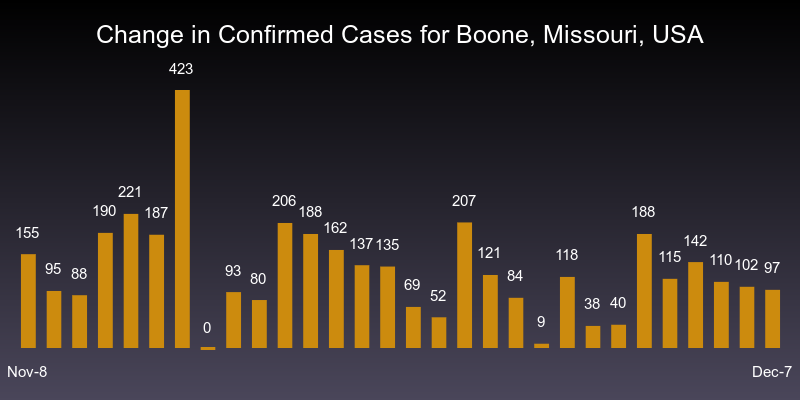 Change in Confirmed Cases for Boone, Missouri, USA
155 95 88 190 221 187 423 0 93 80 206 188 162 137 135 69 52 207 121 84 9 118 38 40 188 115 142 110 102 97
Nov-8 Dec-7